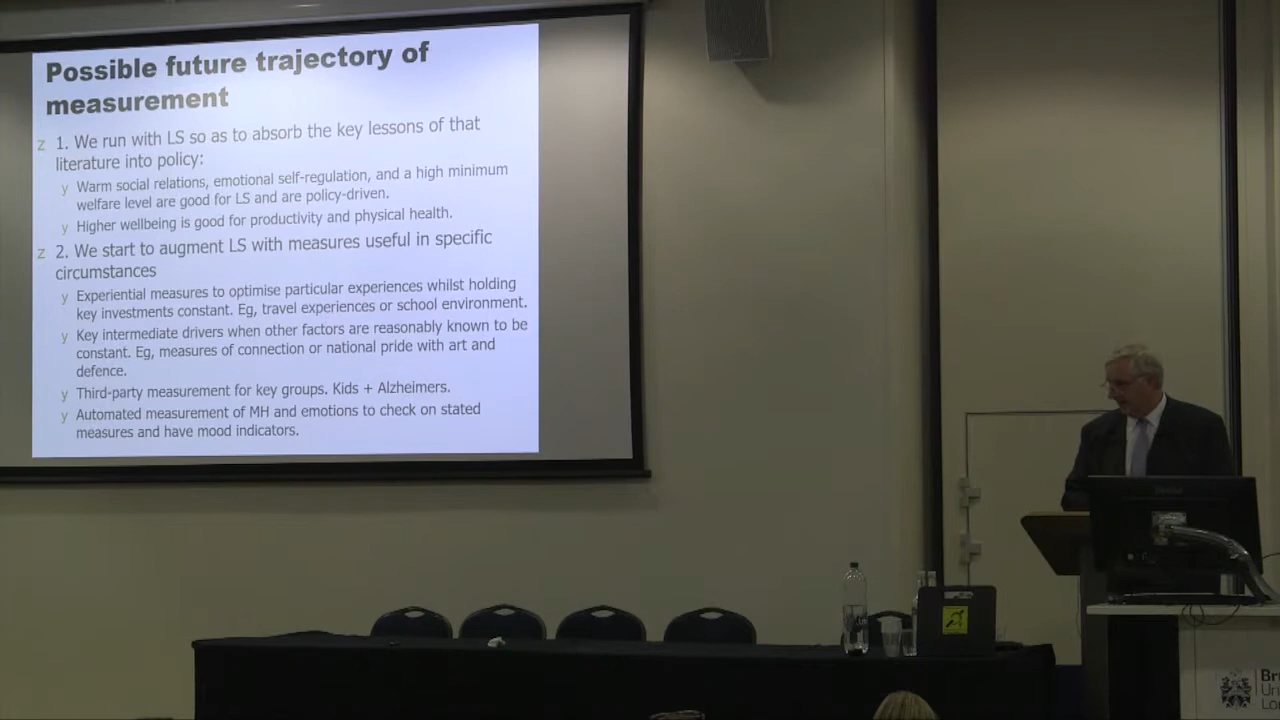 Possible future trajectory of
measurement
z 1. We run with LS so as to absorb the key lessons of that
literature into policy:
y Warm social relations, emotional self-regulation, and a high minimum
welfare level are good for LS and are policy-driven.
y Higher wellbeing is good for productivity and physical health.
z 2. We start to augment LS with measures useful in specific
circumstances
y Experiential measures to optimise particular experiences whilst holding
key investments constant. Eg, travel experiences or school environment.
y Key intermediate drivers when other factors are reasonably known to be
constant. Eg, measures of connection or national pride with art and
defence.
y Third-party measurement for key groups. Kids + Alzheimers.
y Automated measurement of MH and emotions to check on stated
measures and have mood indicators.